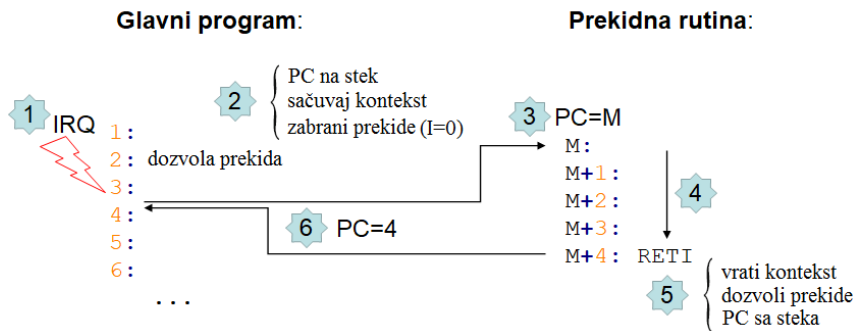 Glavni program:
Prekidna rutina:
1 IRQ
2 PC na stek
sačuvaj kontekst
zabrani prekide (I=0)
1:
2: dozvola prekida
3:
4:
5:
6:
...
3 PC=M
M:
M+1:
M+2:
M+3:
M+4: RETI
4
6 PC=4
5 vrati kontekst
dozvoli prekide
PC sa steka